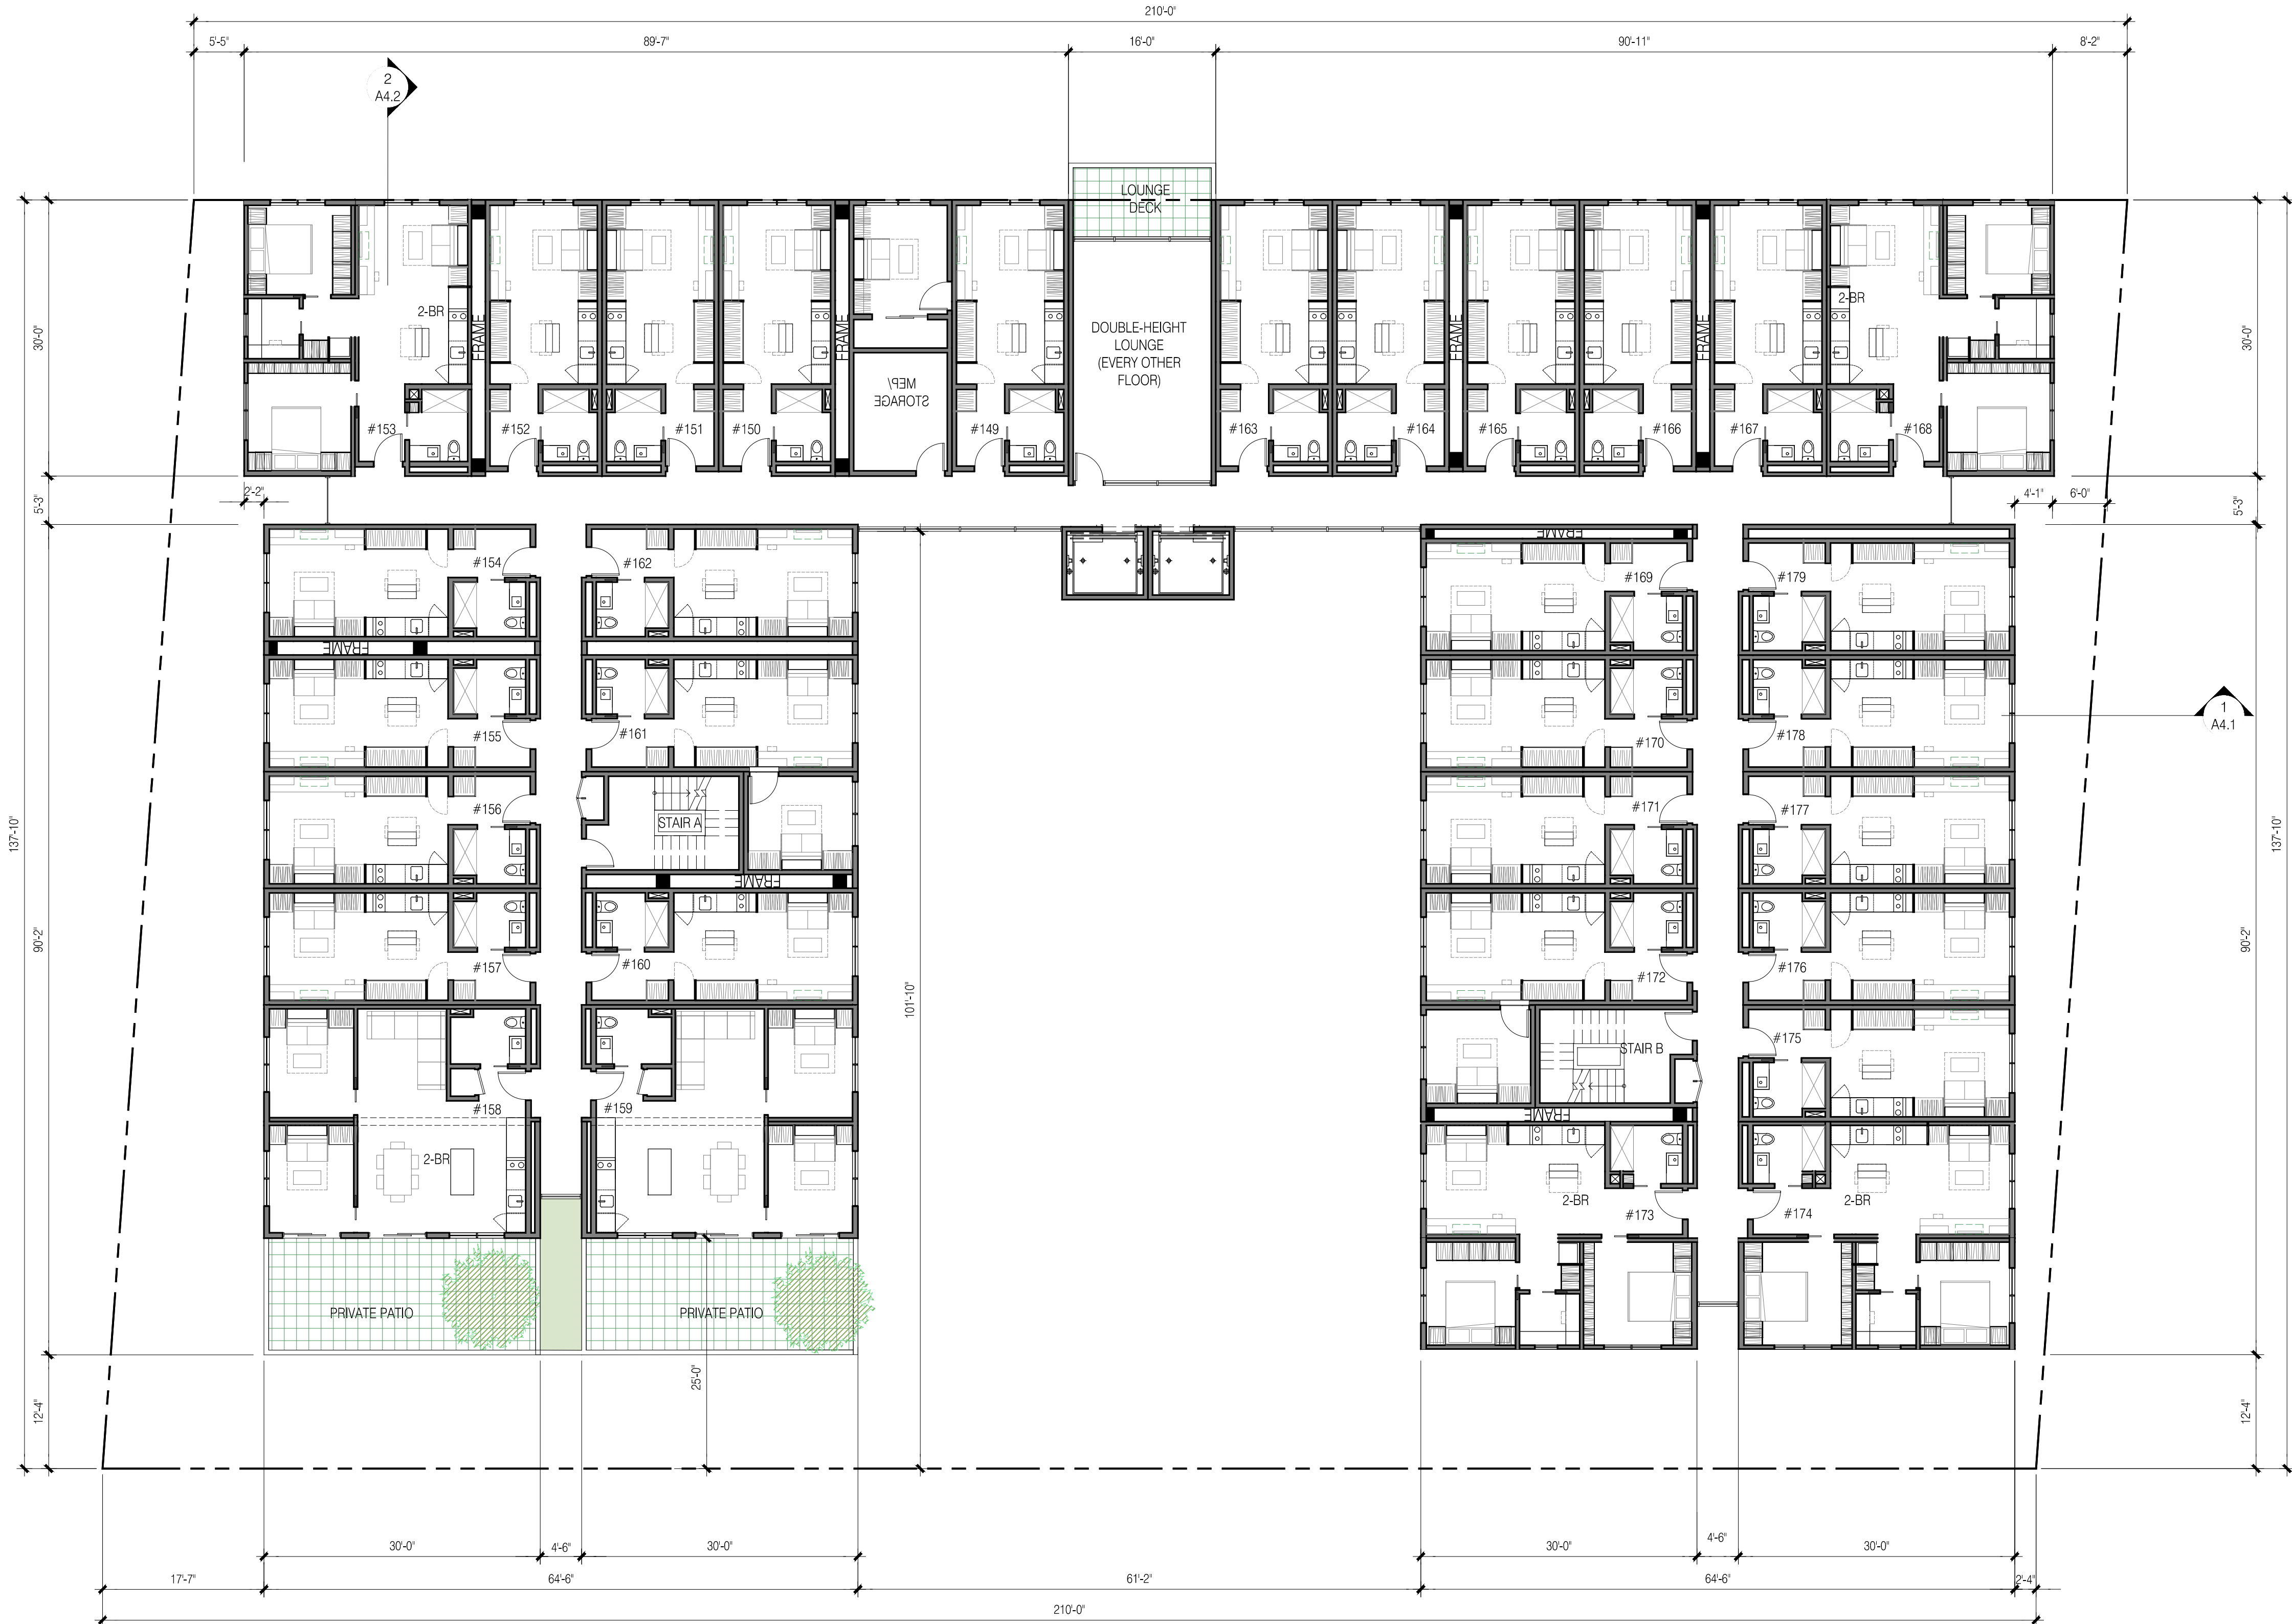 210'-0"
5'-5"
89'-7"
16'-0"
90'-11"
8'-2"
2
A4.2
LOUNGE
DECK
30'-0"
30'-0"
2-BR
2-BR
FRAME
FRAME
FRAME
FRAME
DOUBLE-HEIGHT
LOUNGE
(EVERY OTHER
FLOOR)
MEP/
STORAGE
#153
#152
#151
#150
#149
#163
#164
#165
#166
#167
#168
2'-2"
4'-1"
6'-0"
5'-3"
5'-3"
FRAME
#154
#162
#169
#179
FRAME
1
A4.1
#155
#161
#170
#178
#156
STAIR A
#171
#177
137'-10"
137'-10"
FRAME
90'-2"
90'-2"
#157
#160
#172
#176
101'-10"
STAIR B
#175
#158
#159
FRAME
2-BR
2-BR
2-BR
#173
#174
PRIVATE PATIO
PRIVATE PATIO
25'-0"
12'-4"
12'-4"
30'-0"
4'-6"
30'-0"
30'-0"
4'-6"
30'-0"
17'-7"
64'-6"
61'-2"
64'-6"
2'-4"
210'-0"